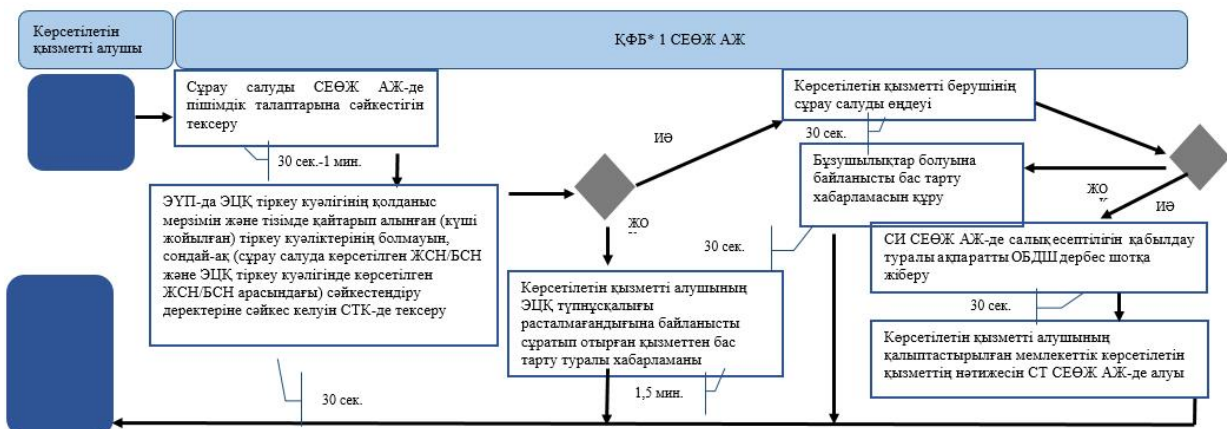 Көрсетілетін
қызметті алушы
ҚФБ* 1 СЕӨЖ АЖ
Сұрау салуды СЕӨЖ АЖ-де
пішімдік талаптарына сәйкестігін
тексеру
30 сек.-1 мин.
ЭҮП-да ЭЦҚ тіркеу куәлігінің қолданыс
мерзімін және тізімде қайтарып алынған (күші
жойылған) тіркеу куәліктерінің болмауын,
сондай-ақ (сұрау салуда көрсетілген ЖСН/БСН
және ЭЦҚ тіркеу куәлігінде көрсетілген
ЖСН/БСН арасындағы) сәйкестендіру
деректеріне сәйкес келуін СТК-де тексеру
30 сек.
ИӘ
ЖО
Көрсетілетін қызметті алушының
ЭЦҚ түпнұсқалығы
расталмағандығына байланысты
сұратып отырған қызметтен бас
тарту туралы хабарламаны
1,5 мин.
Көрсетілетін қызметті берушінің
сұрау салуды өңдеуі
30 сек.
Бұзушылықтар болуына
байланысты бас тарту
хабарламасын құру
30 сек.
ЖО
ИӘ
СИ СЕӨЖ АЖ-де салық есептілігін қабылдау
туралы ақпаратты ОБДШ дербес шотқа
жіберу
30 сек.
Көрсетілетін қызметті алушының
қалыптастырылған мемлекеттік көрсетілетін
қызметтің нәтижесін СТ СЕӨЖ АЖ-де алуы